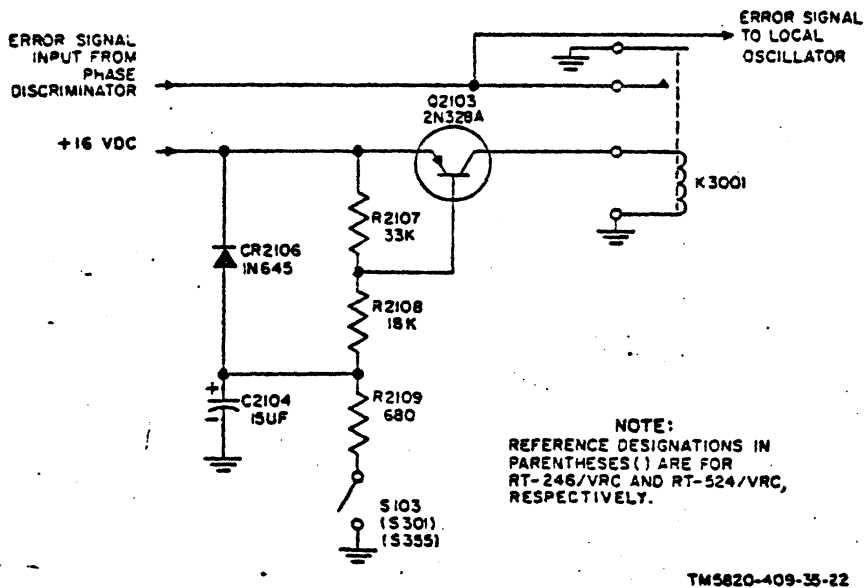 ERROR SIGNAL
INPUT FROM
PHASE
DISCRIMINATOR
ERROR SIGNAL
TO LOCAL
OSCILLATOR
Q2103
2N328A
+16 VDC
K3001
R2107
33K
CR2106
1N645
R2108
18K
+
C2104
15UF
-
R2109
680
S103
(S301)
(S355)
NOTE:
REFERENCE DESIGNATIONS IN
PARENTHESES ( ) ARE FOR
RT-246/VRC AND RT-524/VRC,
RESPECTIVELY.
TM5820-409-35-22